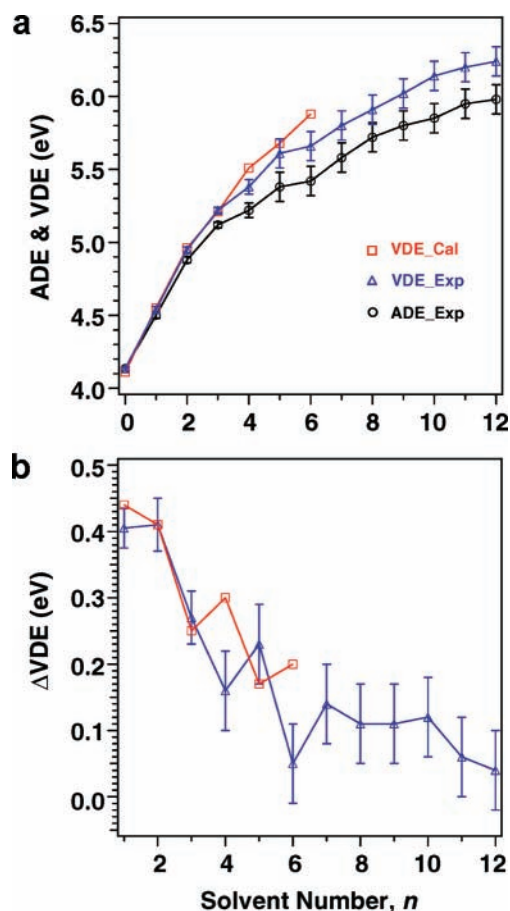 a
6.5
6.0
5.5
5.0
4.5
4.0
ADE & VDE (eV)
VDE_Cal
VDE_Exp
ADE_Exp
0 2 4 6 8 10 12
b
0.5
0.4
0.3
0.2
0.1
0.0
ΔVDE (eV)
2 4 6 8 10 12
Solvent Number, n